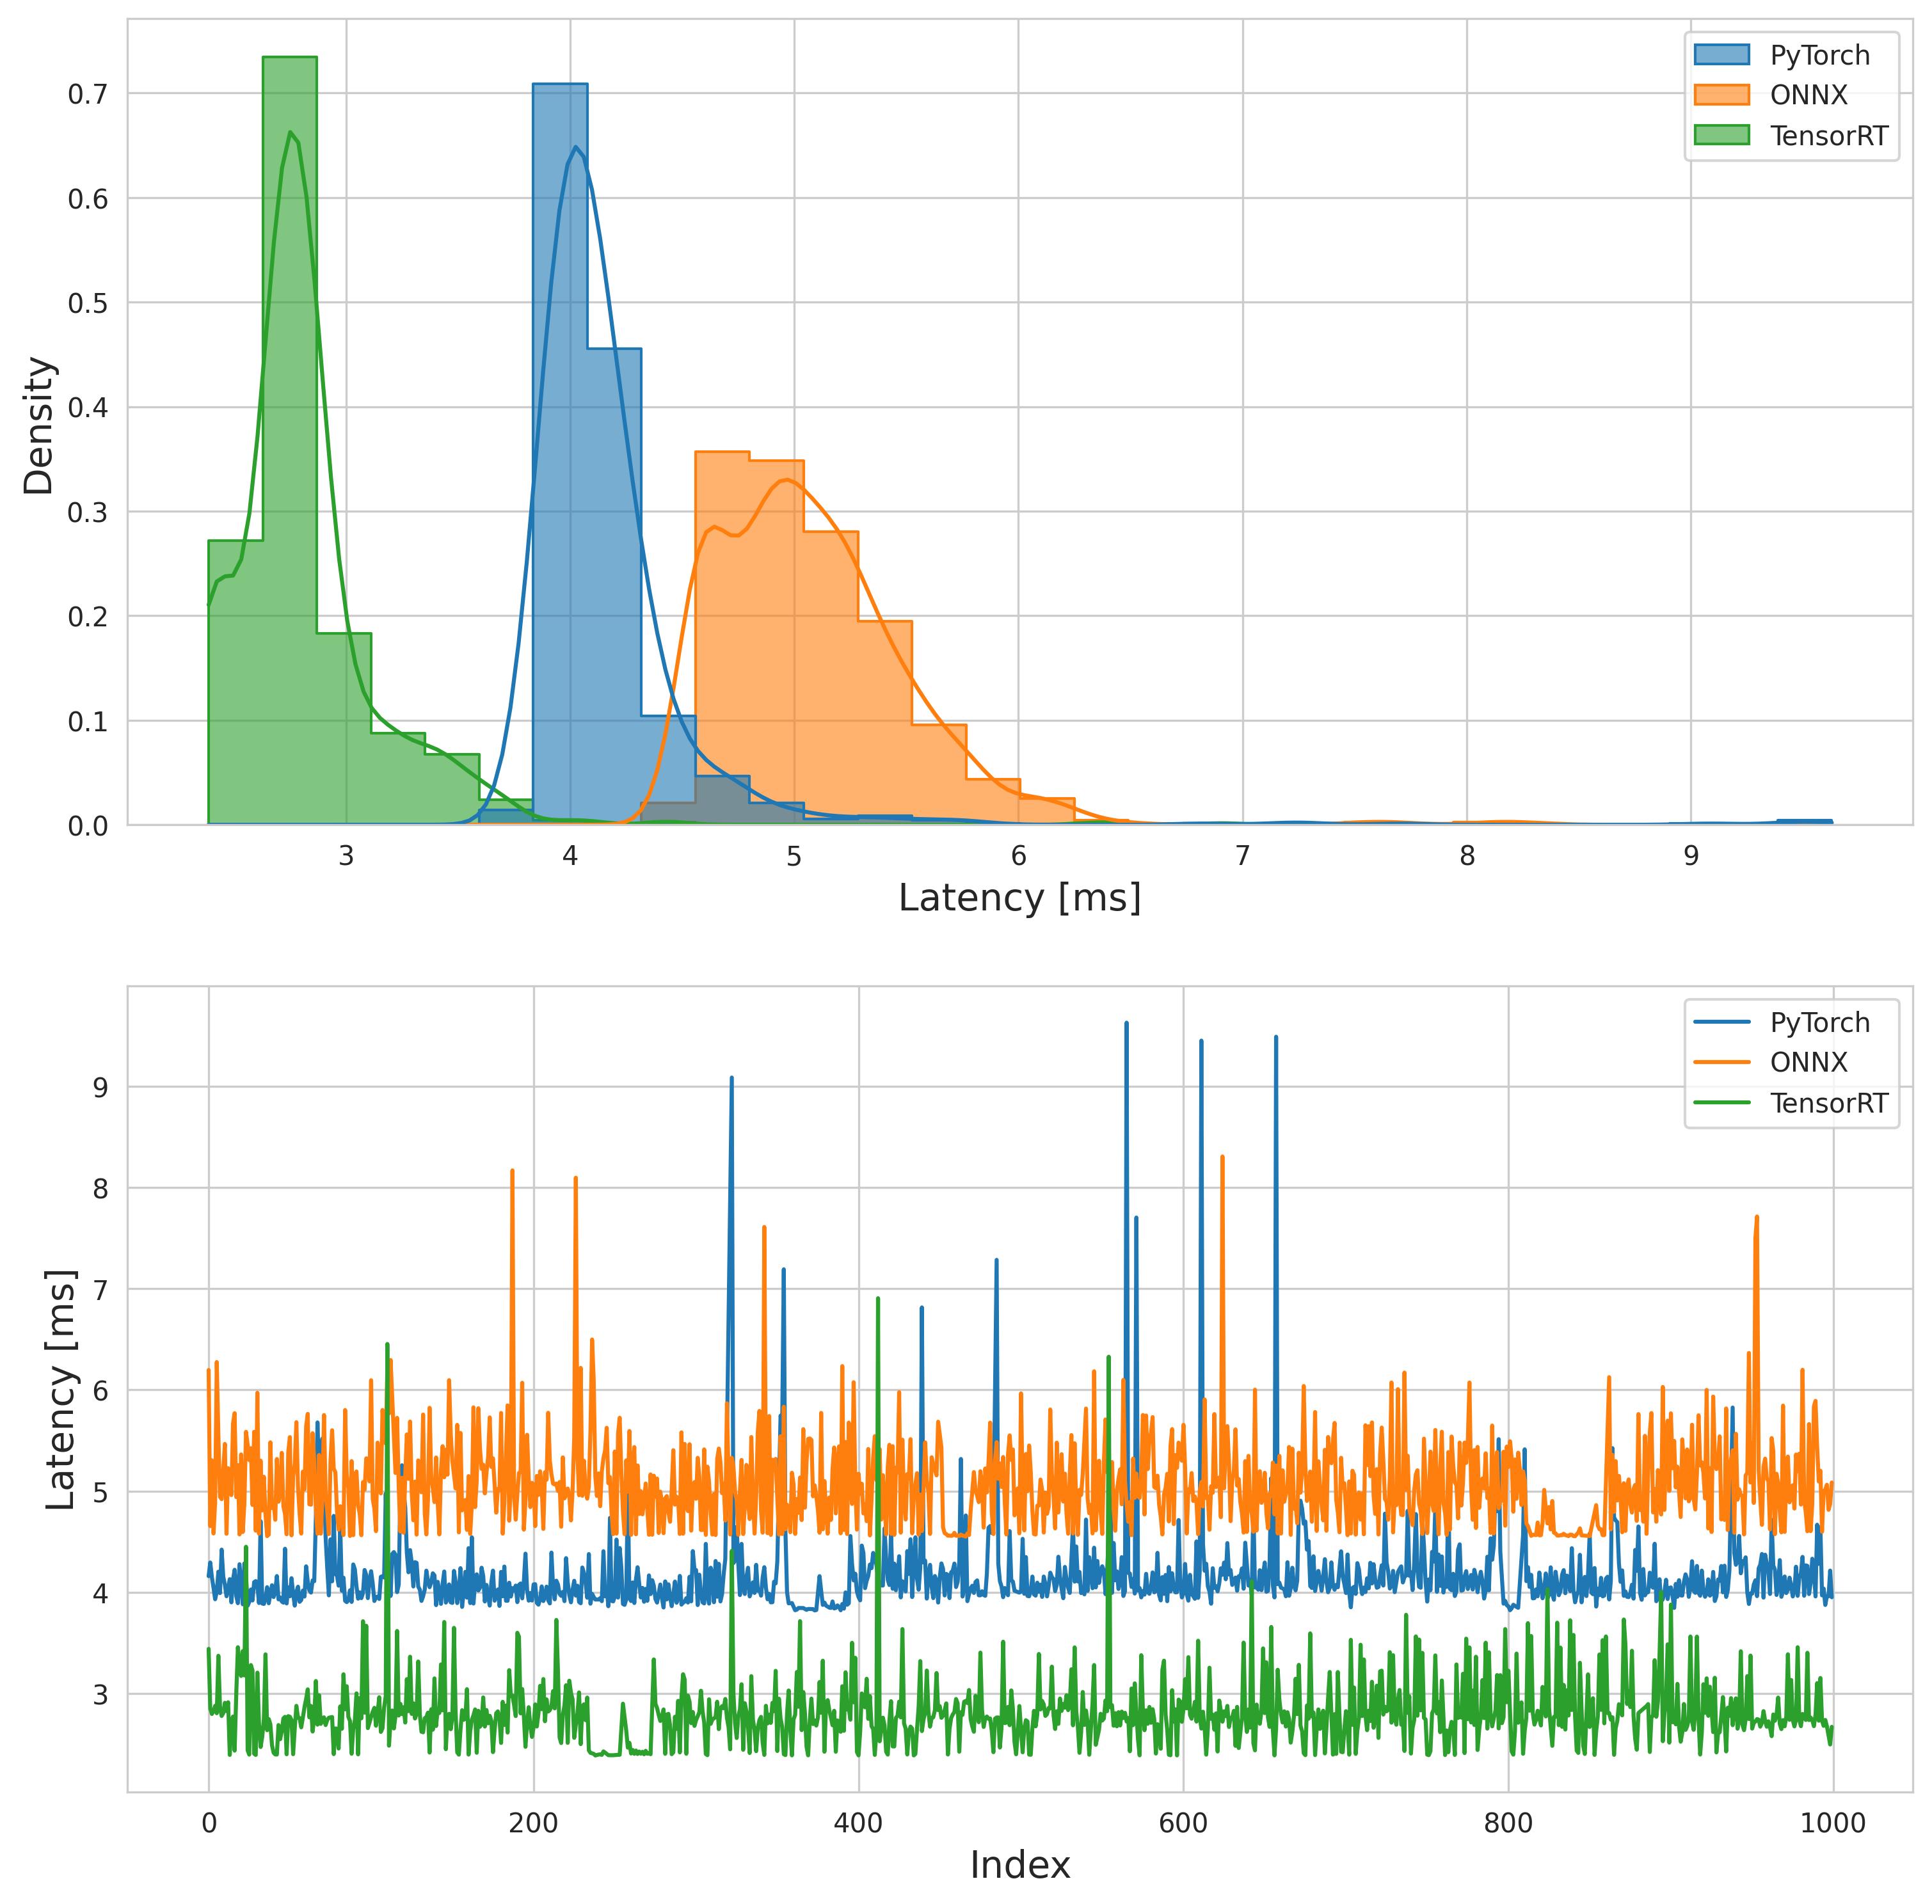 PyTorch
ONNX
TensorRT
Density
0.7
0.6
0.5
0.4
0.3
0.2
0.1
0.0
3 4 5 6 7 8 9
Latency [ms]
PyTorch
ONNX
TensorRT
Latency [ms]
9
8
7
6
5
4
3
0 200 400 600 800 1000
Index